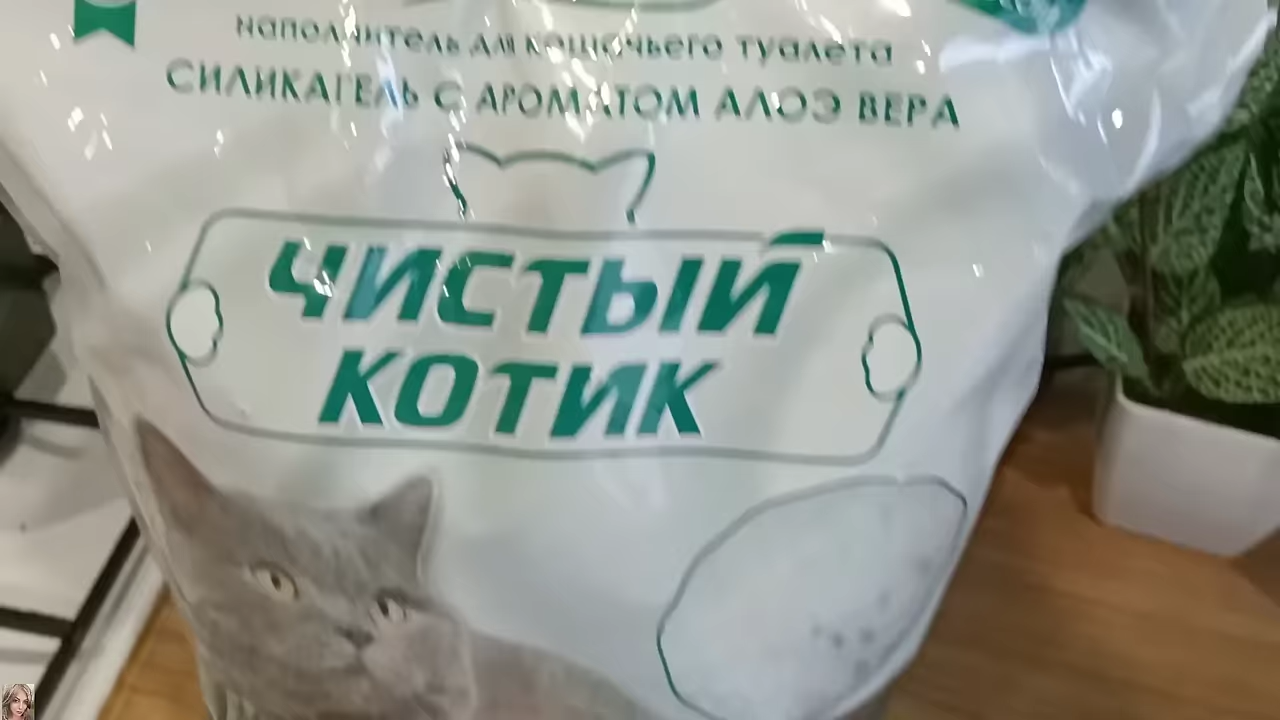 наполнитель для кошачьего туалета
СИЛИКАГЕЛЬ С АРОМАТОМ АЛОЭ ВЕРА
ЧИСТЫЙ
КОТИК